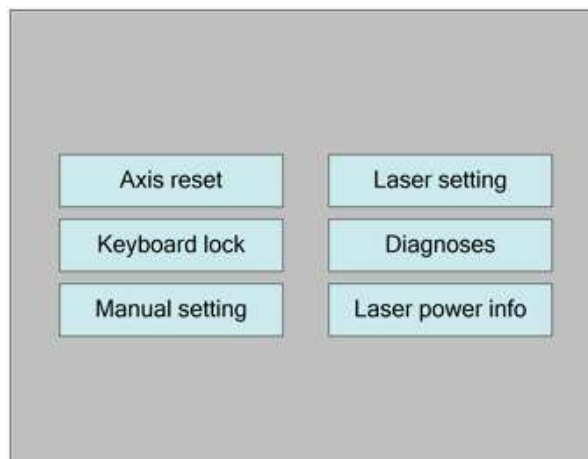 Axis reset
Laser setting
Keyboard lock
Diagnoses
Manual setting
Laser power info